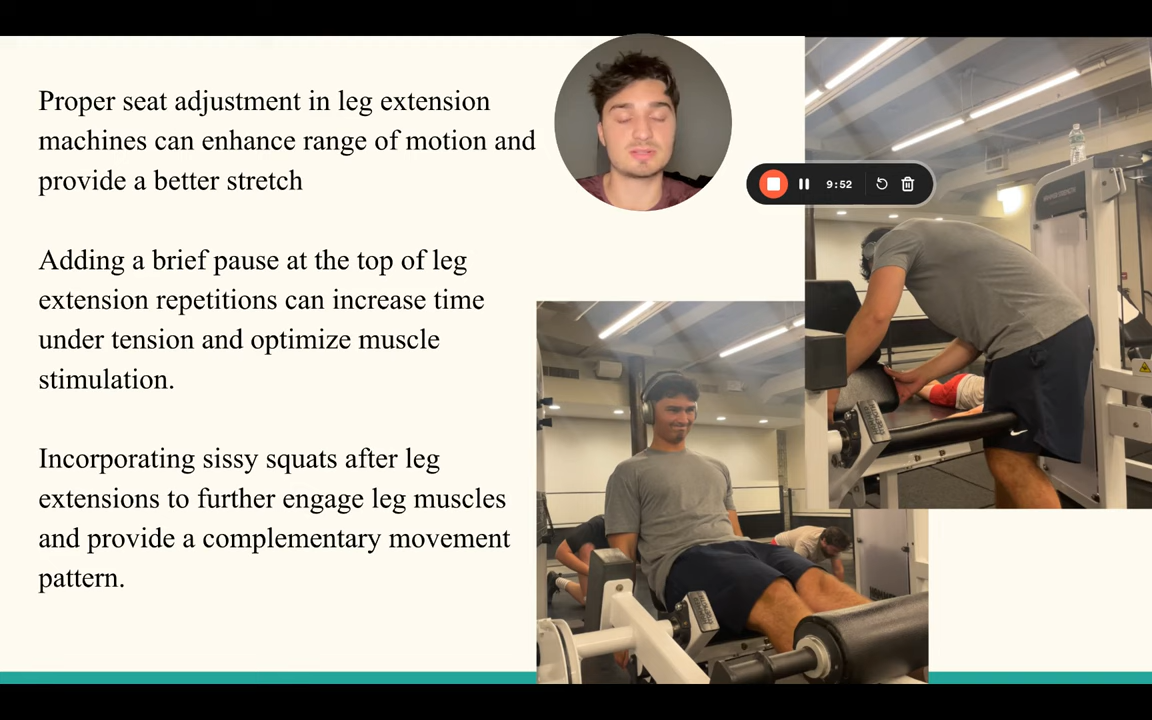 Proper seat adjustment in leg extension
machines can enhance range of motion and
provide a better stretch
Adding a brief pause at the top of leg
extension repetitions can increase time
under tension and optimize muscle
stimulation.
Incorporating sissy squats after leg
extensions to further engage leg muscles
and provide a complementary movement
pattern.
9:52